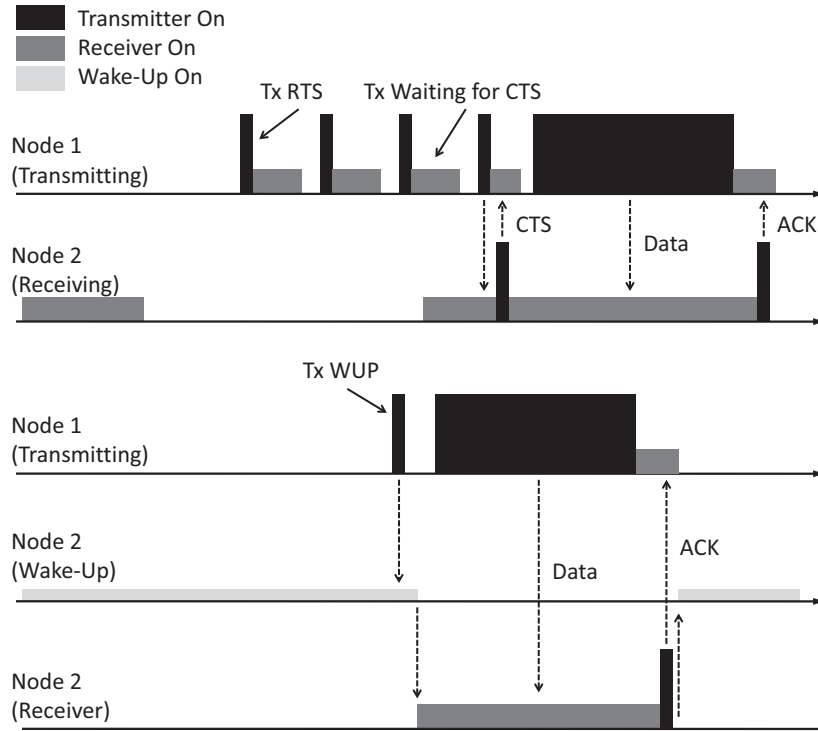 Transmitter On
Receiver On
Wake-Up On
Tx RTS
Tx Waiting for CTS
Node 1
(Transmitting)
CTS
Data
ACK
Node 2
(Receiving)
Tx WUP
Node 1
(Transmitting)
Node 2
(Wake-Up)
Data
ACK
Node 2
(Receiver)